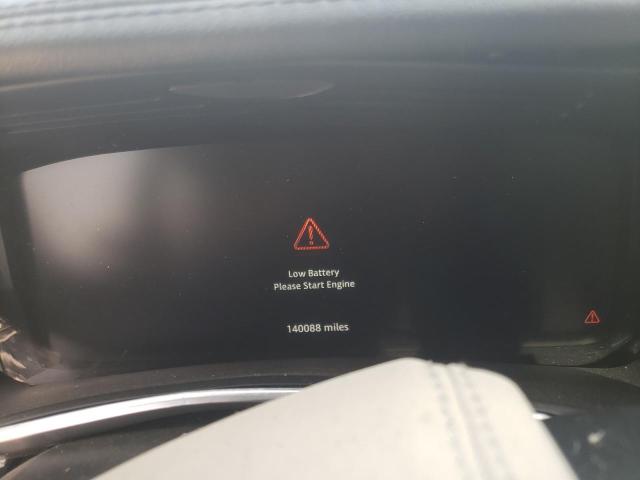 Low Battery
Please Start Engine
140088 miles